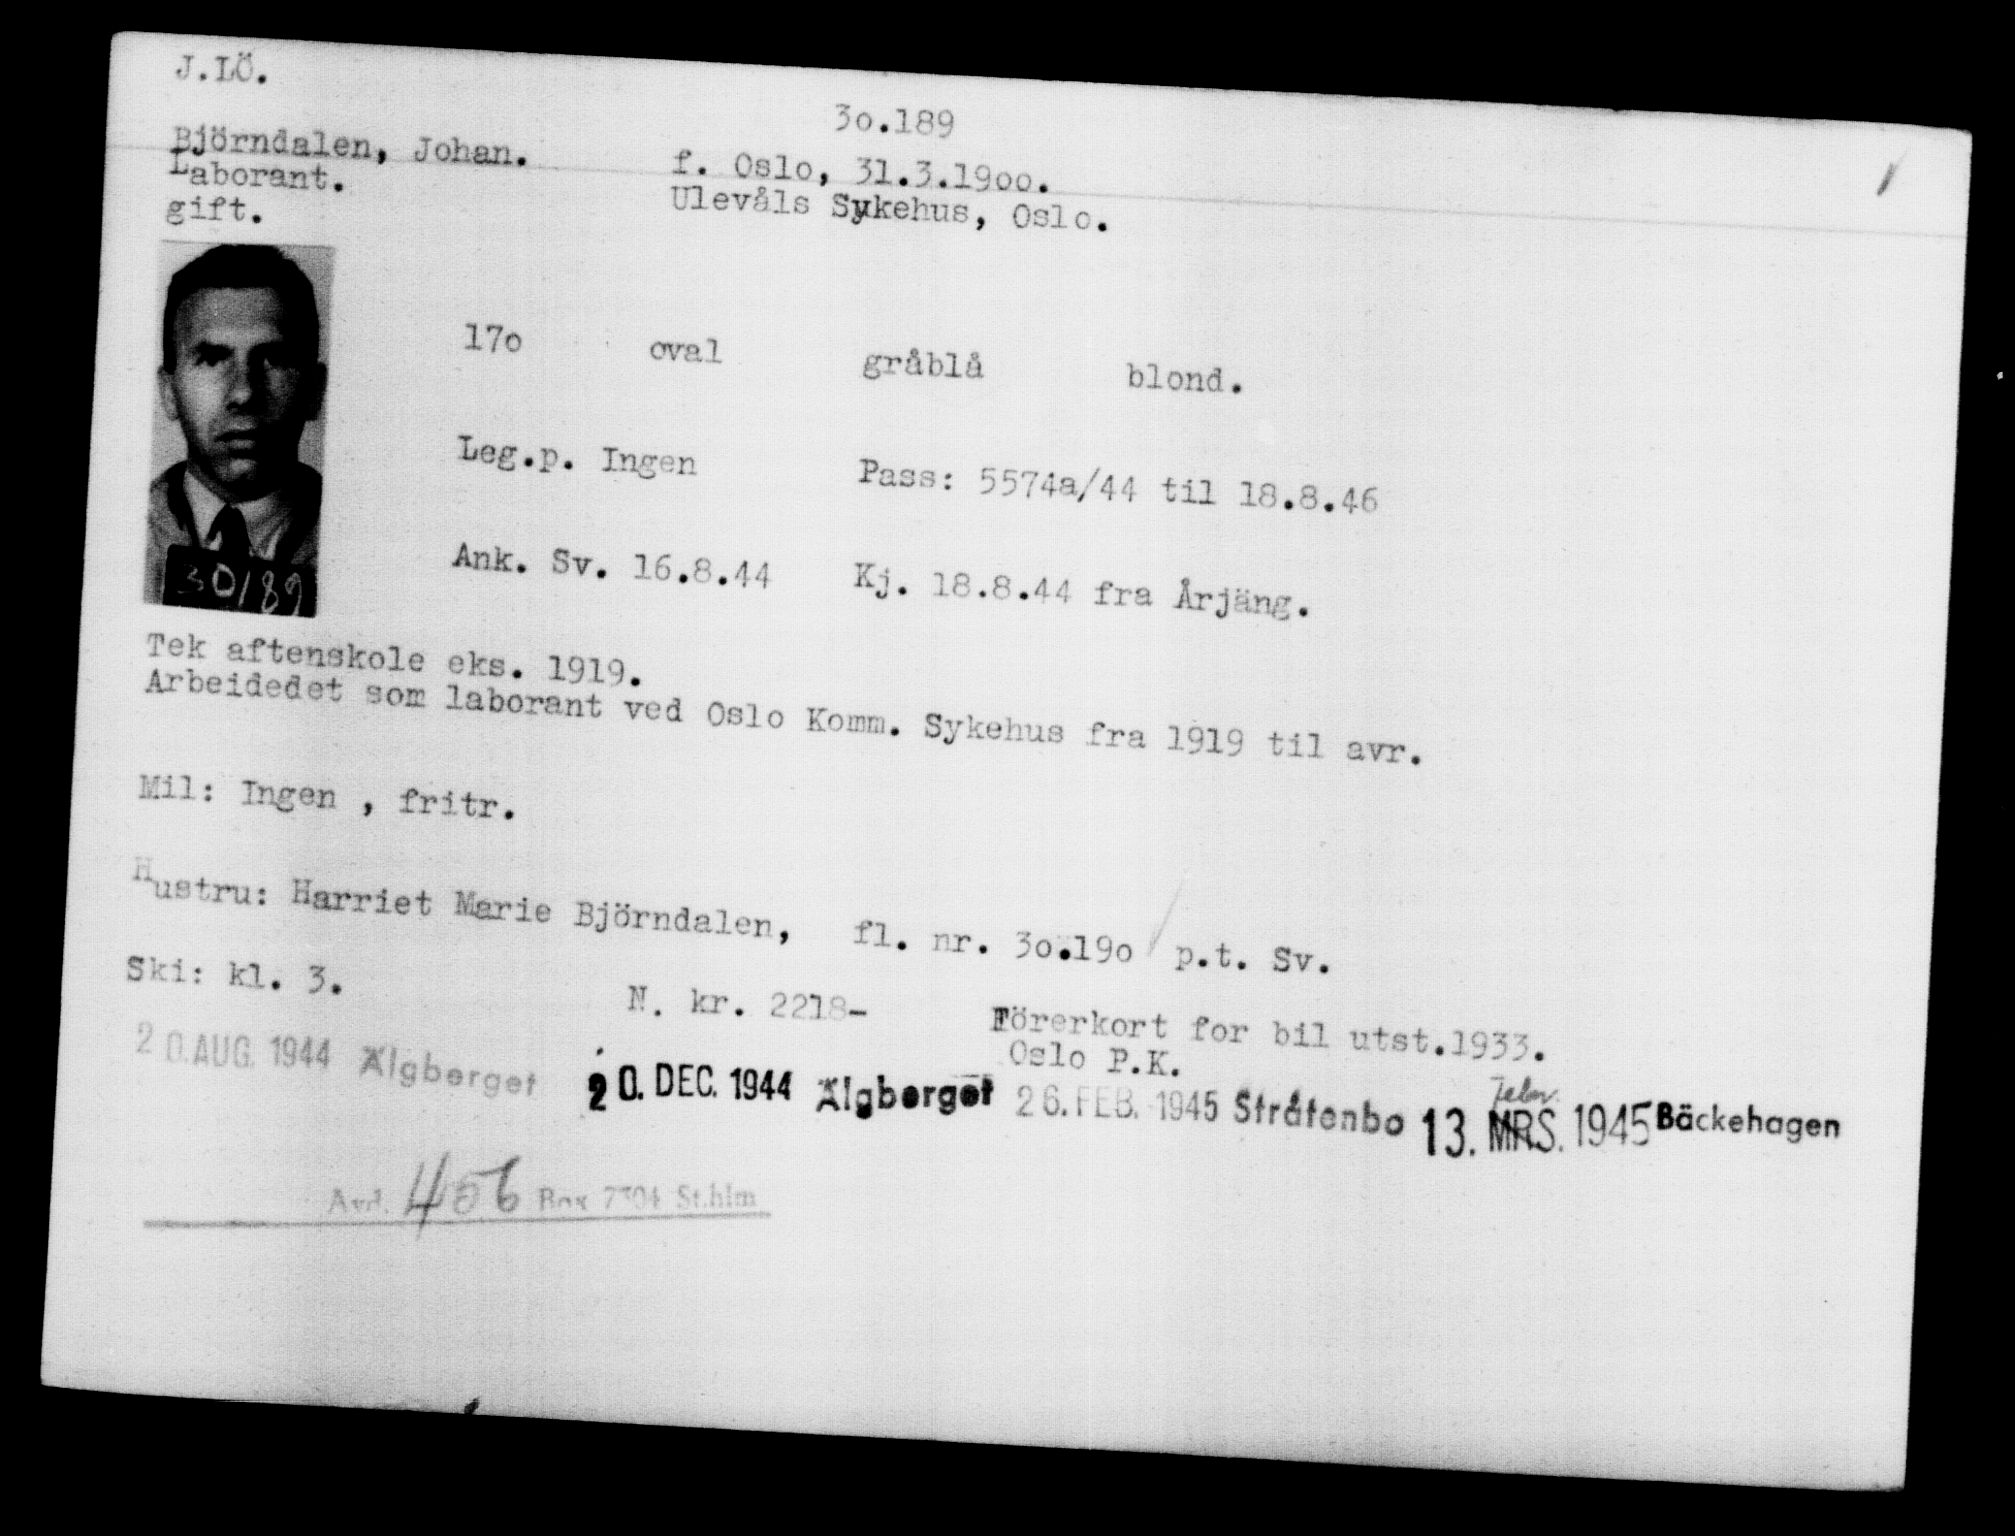 J.LÖ.
3o.189
Björndalen, Johan. f. Oslo, 31.3.19oo.
Laborant. Ulevåls Sykehus, Oslo.
gift.
17o oval gråblå blond.
Leg.p. Ingen Pass: 5574a/44 til 18.8.46
Ank. Sv. 16.8.44 Kj. 18.8.44 fra Årjäng.
30189
Tek aftenskole eks. 1919.
Arbeidedet som laborant ved Oslo Komm. Sykehus fra 1919 til avr.
Mil: Ingen , fritr.
Hustru: Harriet Marie Björndalen, fl. nr. 3o.19o p.t. Sv.
Ski: kl. 3. N. kr. 2218- Förerkort for bil utst.1933.
Oslo P.K.
20.AUG. 1944 Älgberget 20. DEC. 1944 Älgberget 26.FEB. 1945 Stråtenbo 13. MRS. 1945 Bäckehagen
Avd. 456 Box 7304 St.hlm